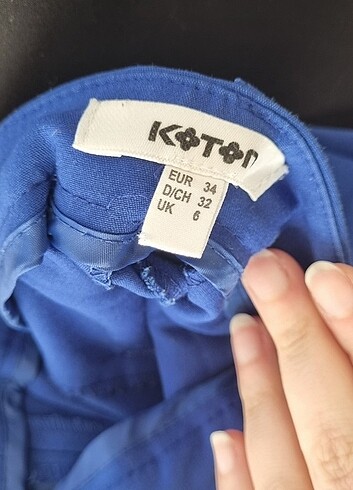 KOTON
EUR 34
D/CH 32
UK 6